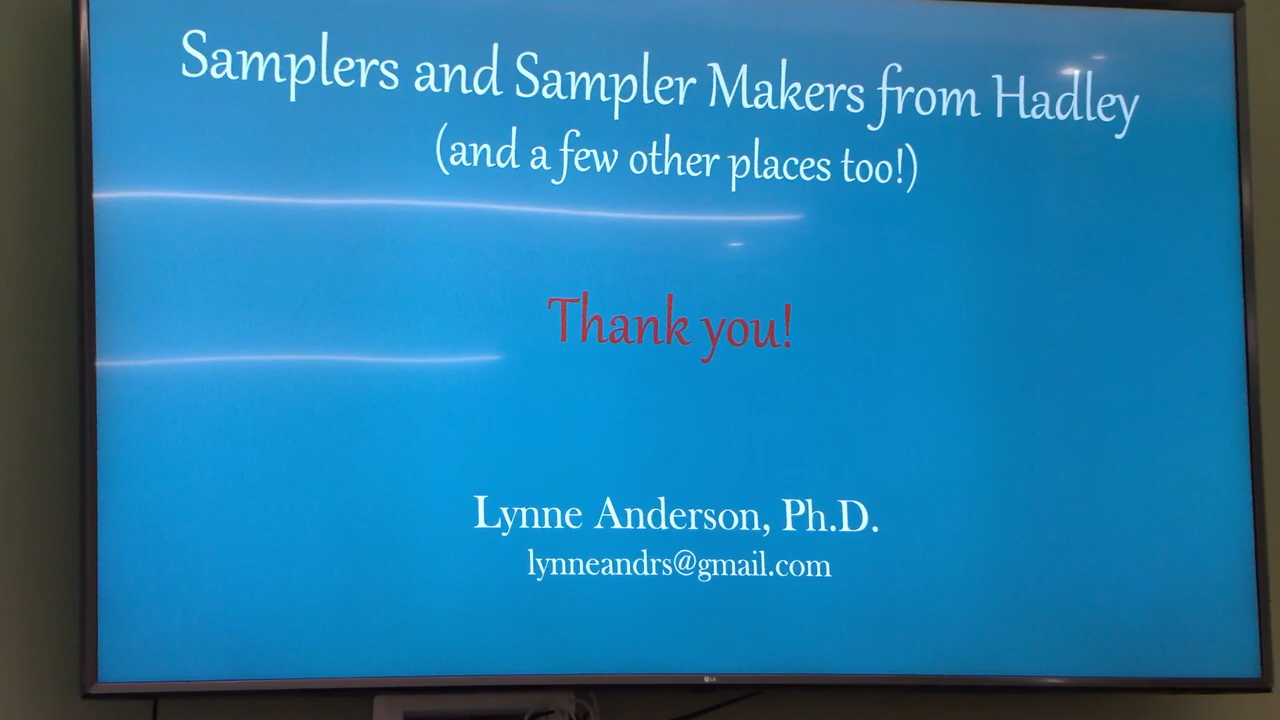 Samplers and Sampler Makers from Hadley
(and a few other places too!)
Thank you!
Lynne Anderson, Ph.D.
lynneandrs@gmail.com
LG